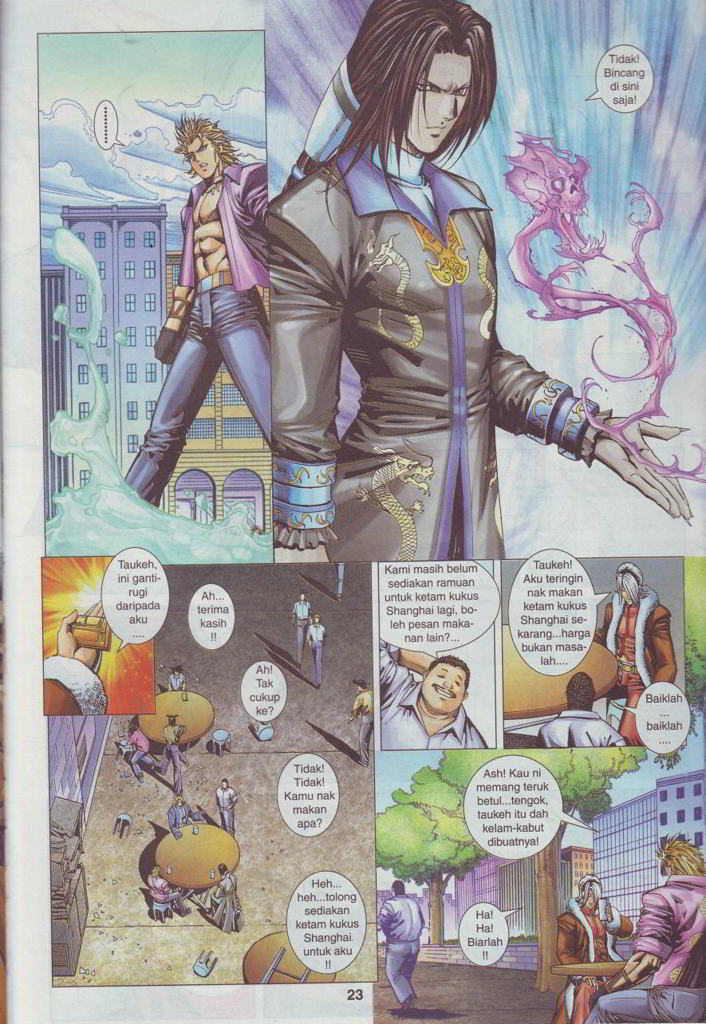 .......
Tidak!
Bincang
di sini
saja!
Taukeh,
ini ganti-
rugi
daripada
aku
....
Ah...
terima
kasih
!!
Ah!
Tak
cukup
ke?
Tidak!
Tidak!
Kamu nak
makan
apa?
Heh...
heh...tolong
sediakan
ketam kukus
Shanghai
untuk aku
!!
Kami masih belum
sediakan ramuan
untuk ketam kukus
Shanghai lagi, bo-
leh pesan maka-
nan lain?...
Taukeh!
Aku teringin
nak makan
ketam kukus
Shanghai
sekarang...harga
bukan masa-
lah....
Baiklah
...
baiklah
....
Ash! Kau ni
memang teruk
betul...tengok,
taukeh itu dah
kelam-kabut
dibuatnya!
Ha!
Ha!
Biarlah
!!
23